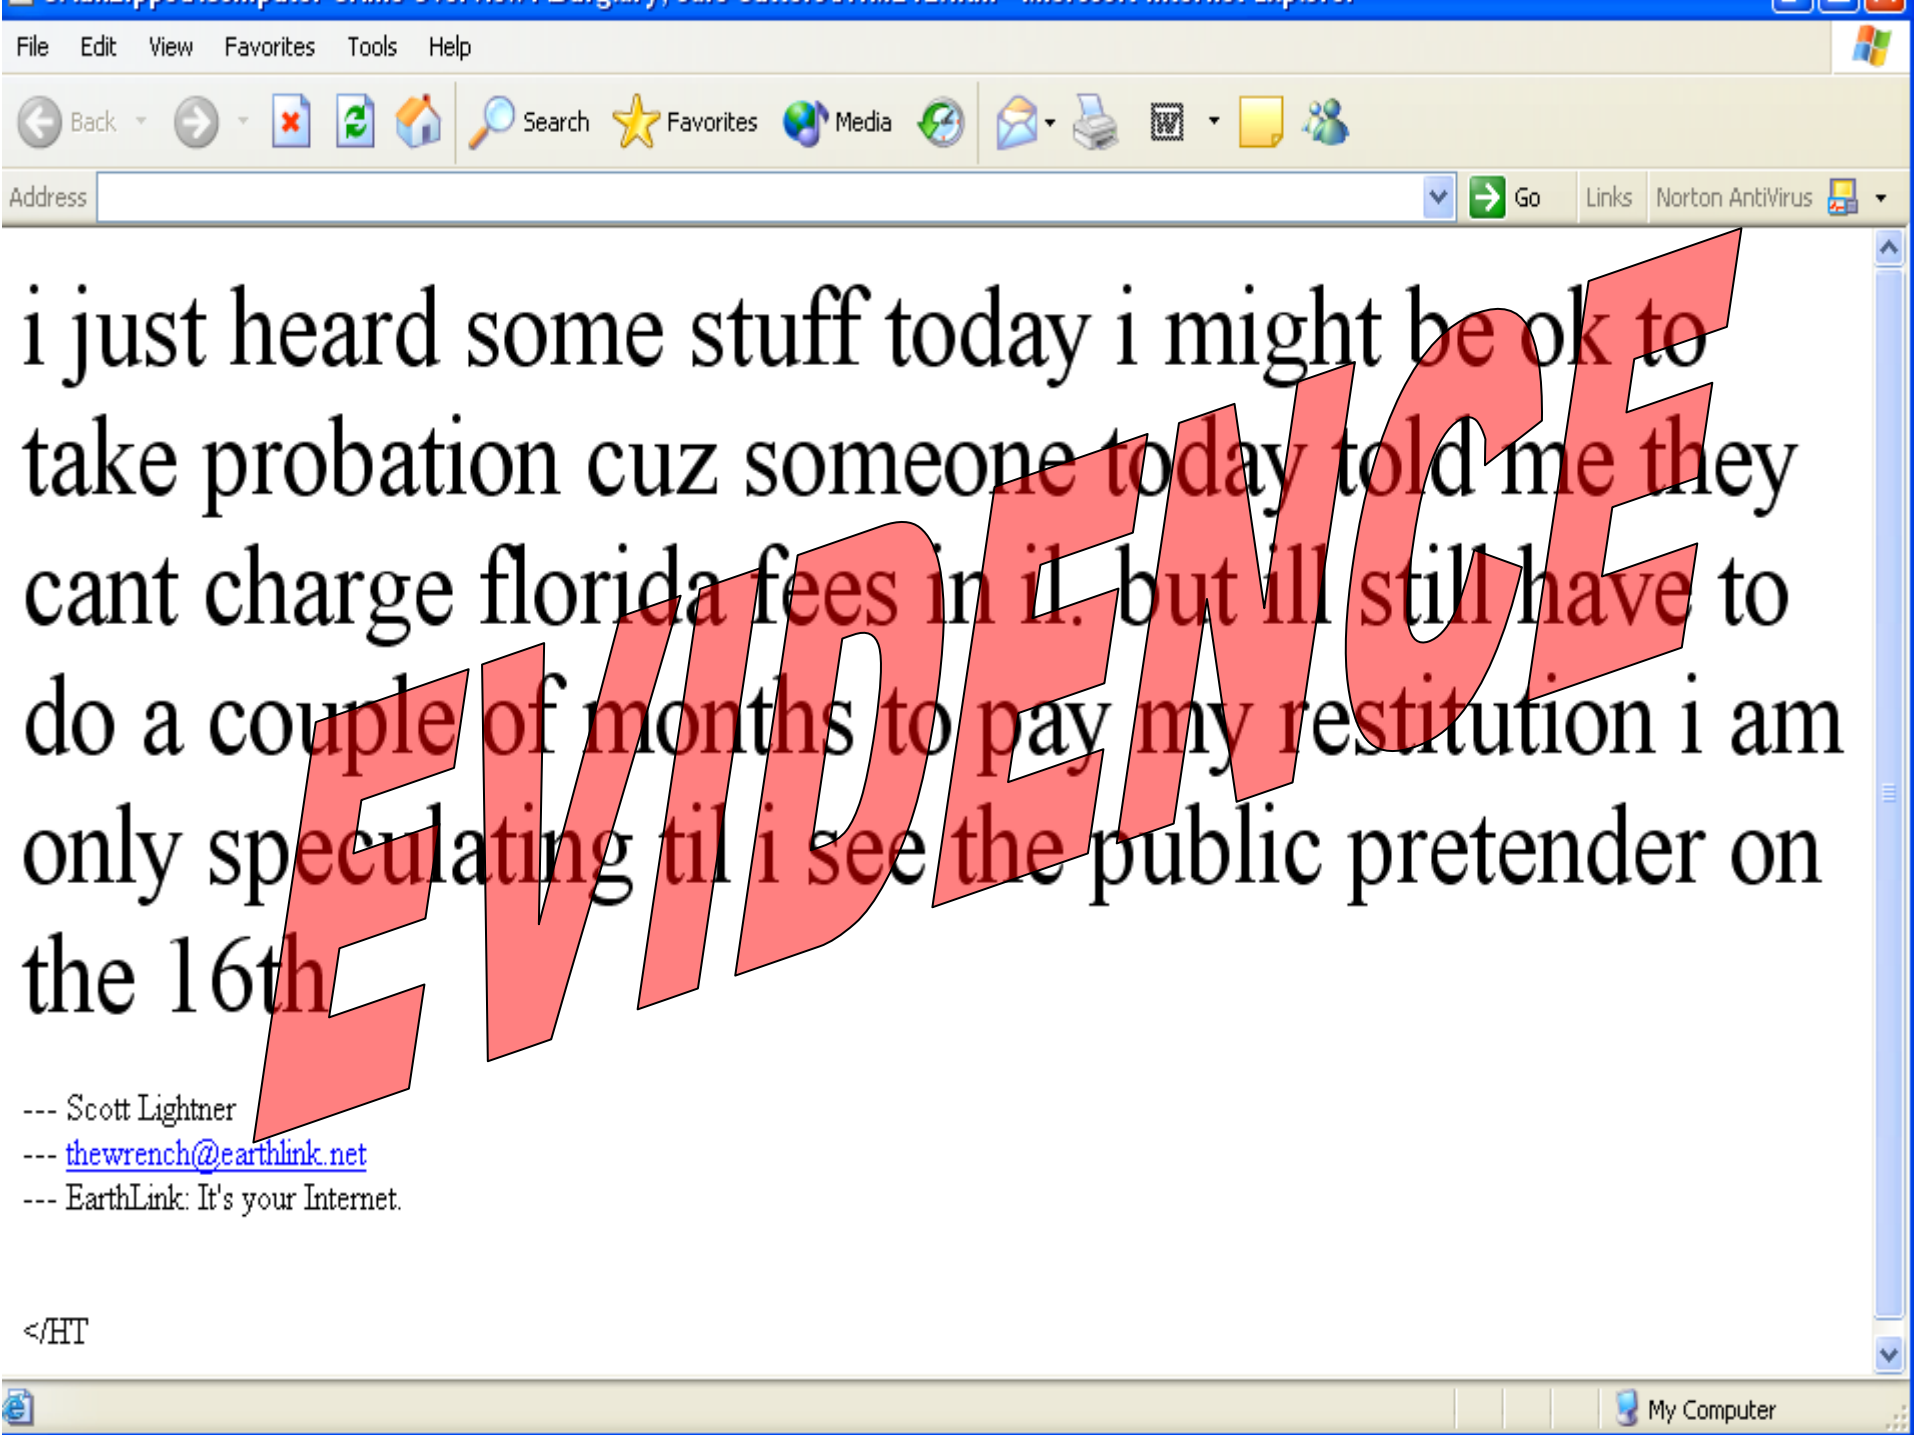 Microsoft Internet Explorer
File Edit View Favorites Tools Help
Back Search Favorites Media
Address Go Links Norton AntiVirus
i just heard some stuff today i might be ok to
take probation cuz someone today told me they
cant charge florida fees in il. but ill still have to
do a couple of months to pay my restitution i am
only speculating til i see the public pretender on
the 16th
EVIDENCE
--- Scott Lightner
--- thewrench@earthlink.net
--- EarthLink: It's your Internet.
</HT
My Computer